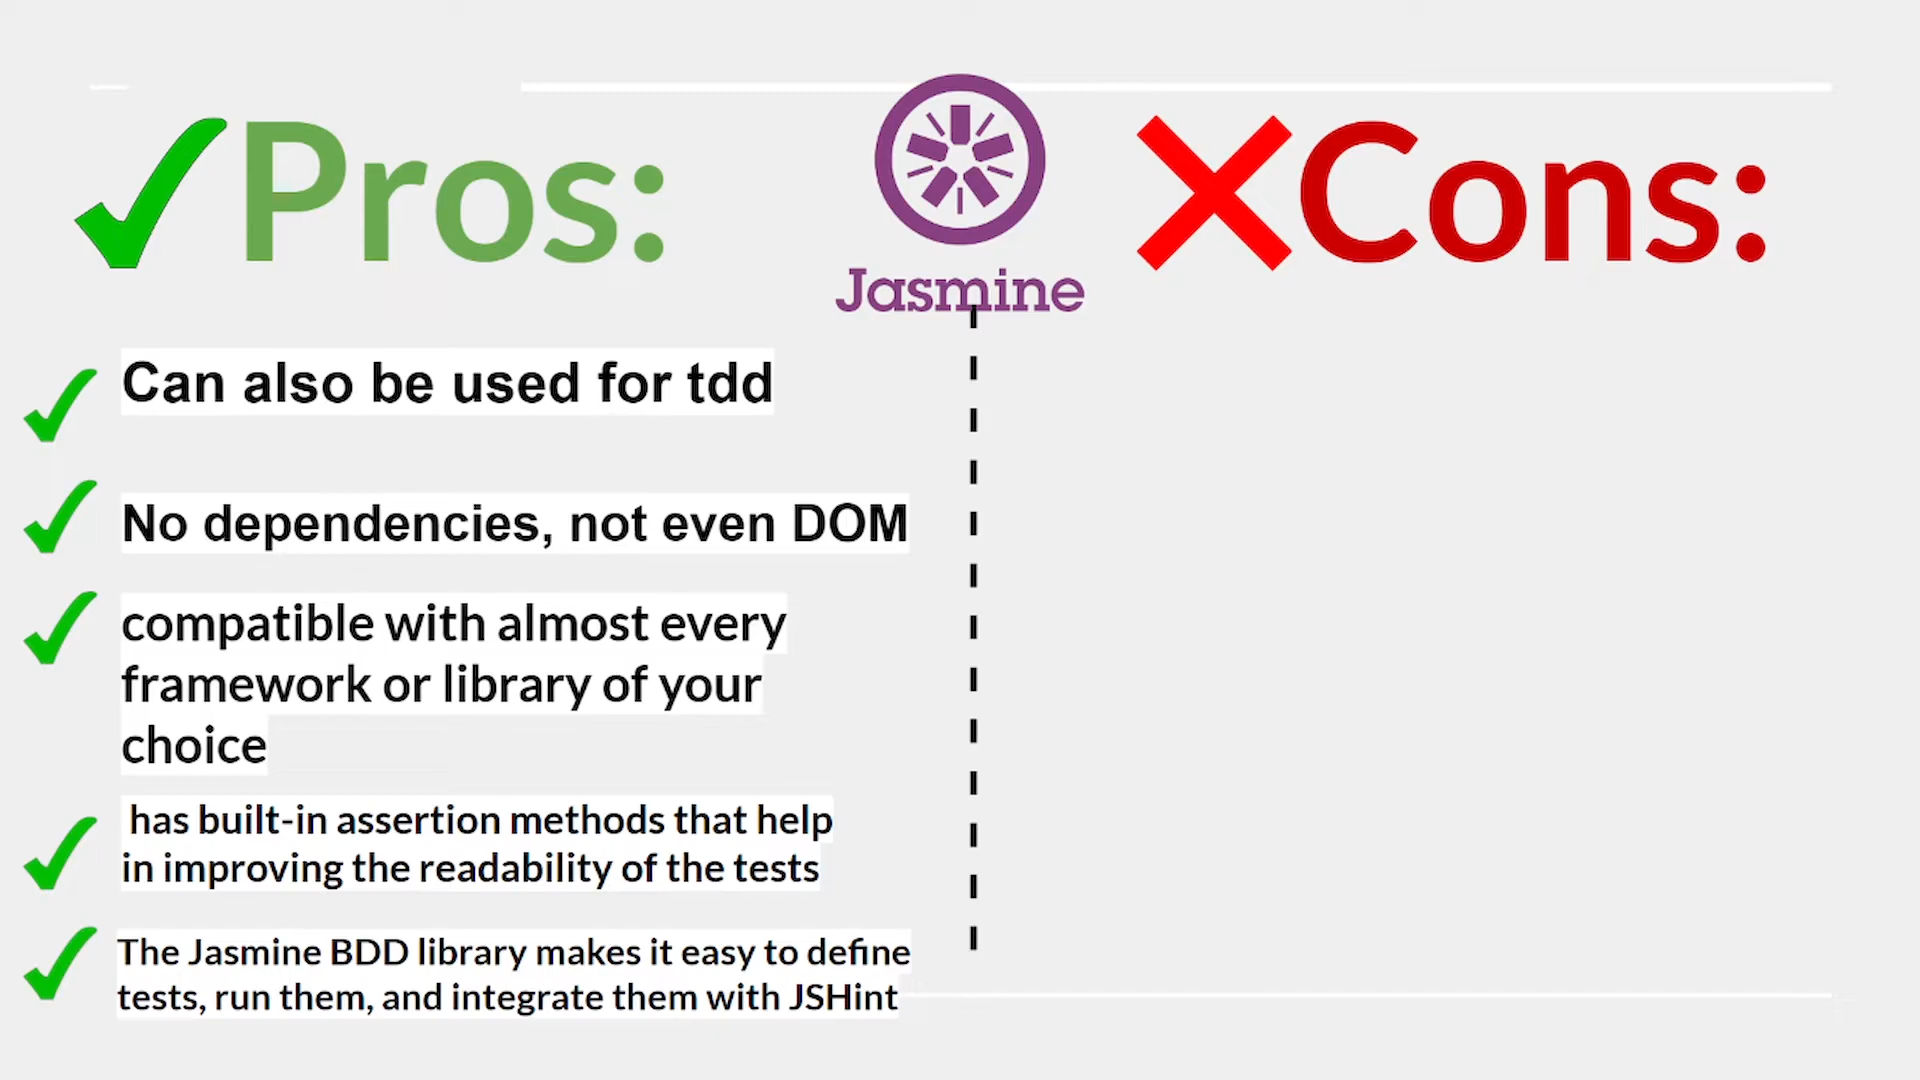 Pros:
Jasmine
Cons:
Can also be used for tdd
No dependencies, not even DOM
compatible with almost every
framework or library of your
choice
has built-in assertion methods that help
in improving the readability of the tests
The Jasmine BDD library makes it easy to define
tests, run them, and integrate them with JSHint